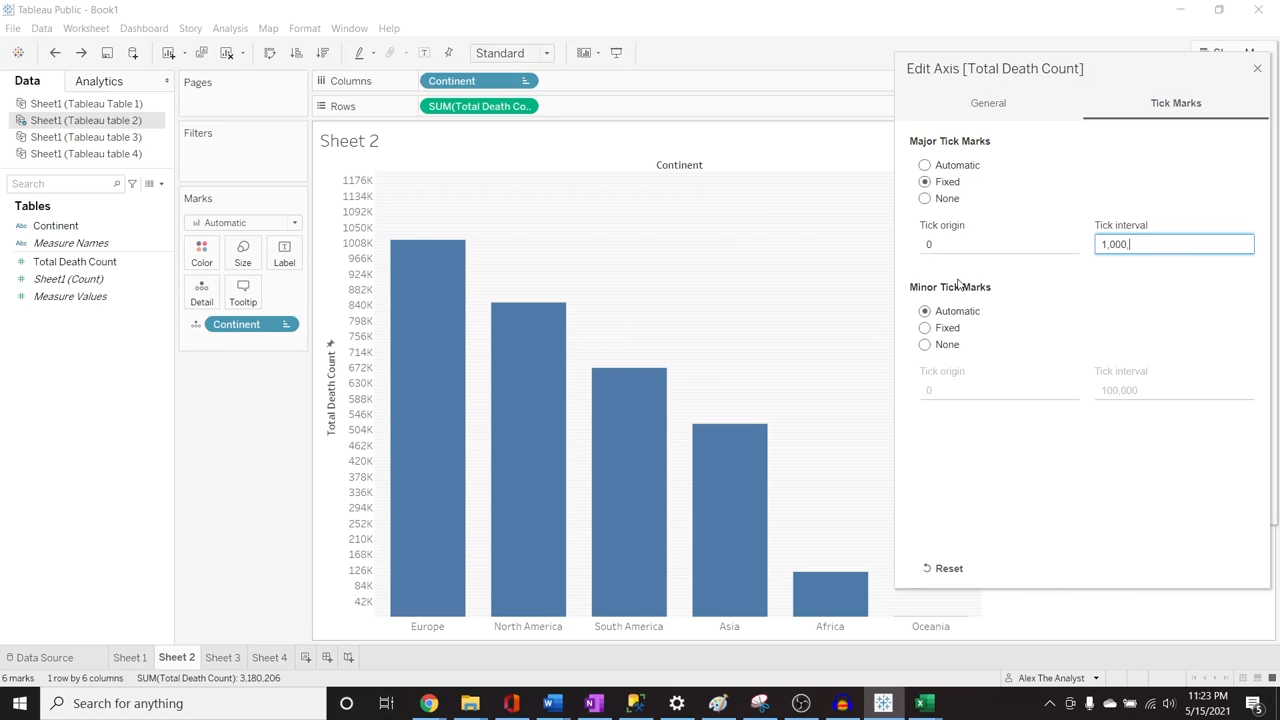 Tableau Public - Book1
File Data Worksheet Dashboard Story Analysis Map Format Window Help
Standard
Data Analytics
Sheet1 (Tableau Table 1)
Sheet1 (Tableau table 2)
Sheet1 (Tableau table 3)
Sheet1 (Tableau table 4)
Search
Tables
Abc Continent
Abc Measure Names
# Total Death Count
# Sheet1 (Count)
# Measure Values
Pages
Filters
Marks
Automatic
Color Size Label
Detail Tooltip
Continent
Columns Continent
Rows SUM(Total Death Co..
Sheet 2
Continent
Total Death Count
1176K
1134K
1092K
1050K
1008K
966K
924K
882K
840K
798K
756K
714K
672K
630K
588K
546K
504K
462K
420K
378K
336K
294K
252K
210K
168K
126K
84K
42K
Europe North America South America Asia Africa Oceania
Edit Axis [Total Death Count]
General Tick Marks
Major Tick Marks
Automatic
Fixed
None
Tick origin Tick interval
0 1,000,
Minor Tick Marks
Automatic
Fixed
None
Tick origin Tick interval
0 100,000
Reset
Data Source Sheet 1 Sheet 2 Sheet 3 Sheet 4
6 marks 1 row by 6 columns SUM(Total Death Count): 3,180,206 Alex The Analyst
Search for anything
11:23 PM
5/15/2021